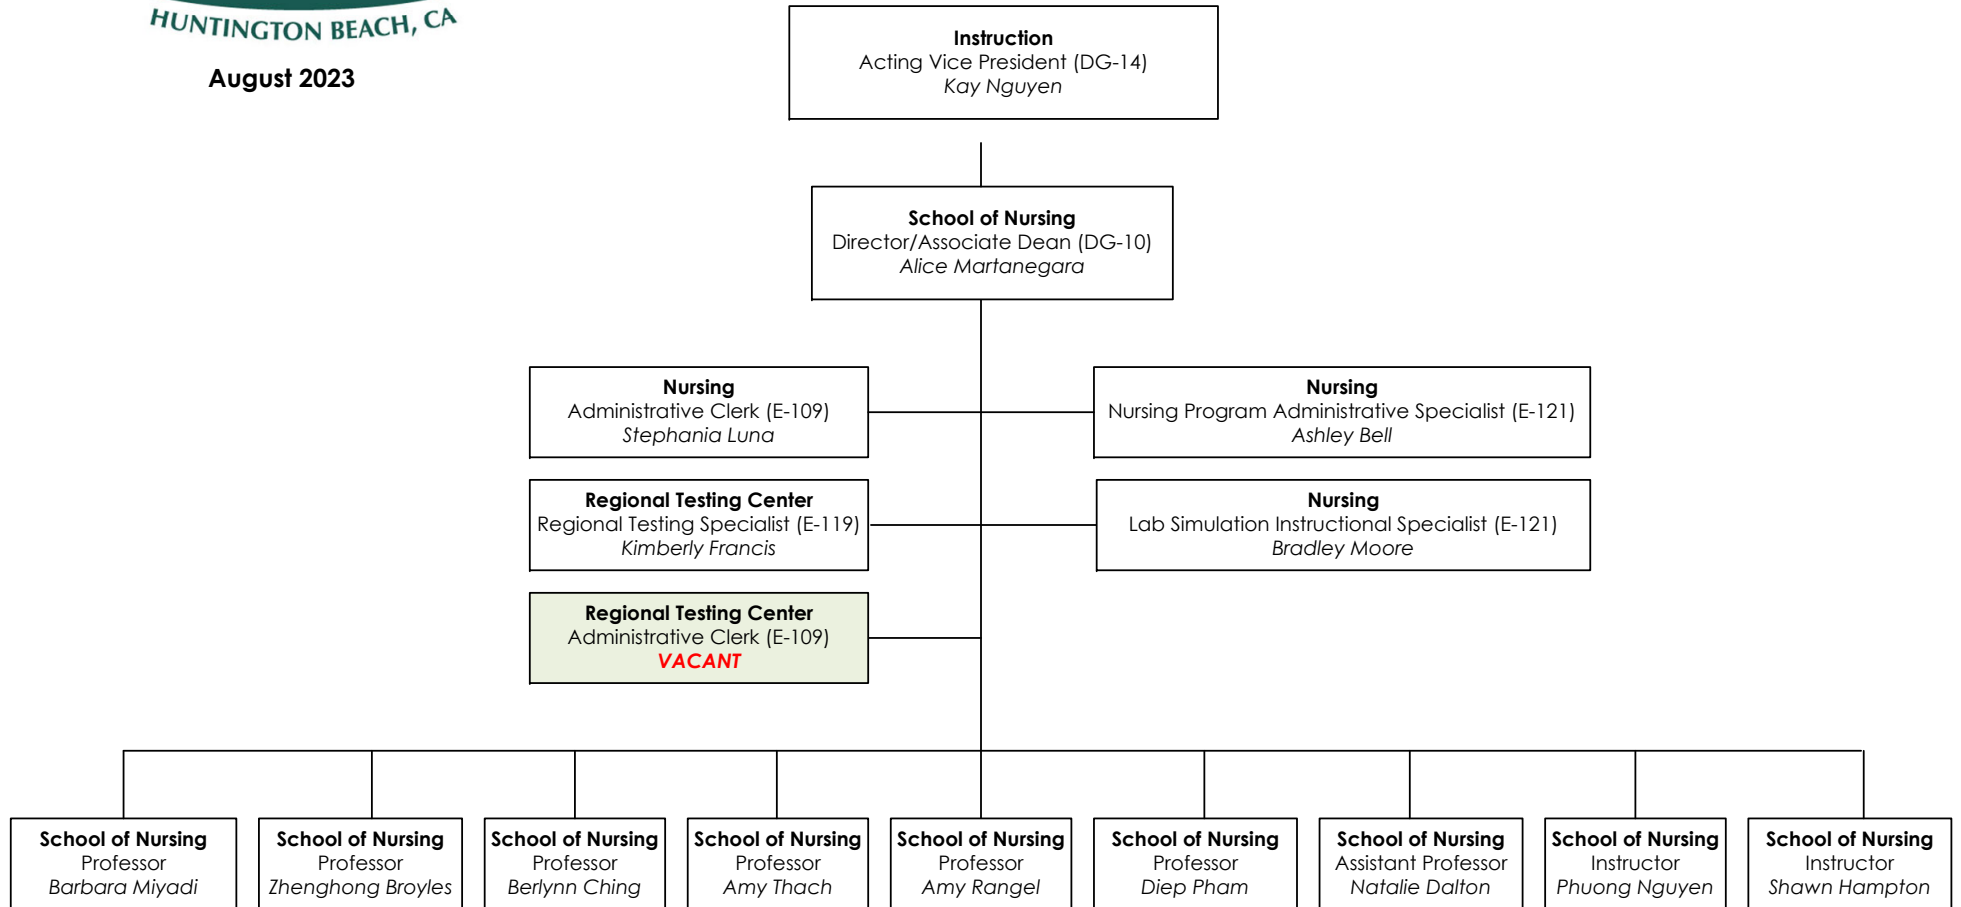 HUNTINGTON BEACH, CA
August 2023
Instruction
Acting Vice President (DG-14)
Kay Nguyen
School of Nursing
Director/Associate Dean (DG-10)
Alice Martanegara
Nursing
Administrative Clerk (E-109)
Stephania Luna
Nursing
Nursing Program Administrative Specialist (E-121)
Ashley Bell
Regional Testing Center
Regional Testing Specialist (E-119)
Kimberly Francis
Nursing
Lab Simulation Instructional Specialist (E-121)
Bradley Moore
Regional Testing Center
Administrative Clerk (E-109)
VACANT
School of Nursing
Professor
Barbara Miyadi
School of Nursing
Professor
Zhenghong Broyles
School of Nursing
Professor
Berlynn Ching
School of Nursing
Professor
Amy Thach
School of Nursing
Professor
Amy Rangel
School of Nursing
Professor
Diep Pham
School of Nursing
Assistant Professor
Natalie Dalton
School of Nursing
Instructor
Phuong Nguyen
School of Nursing
Instructor
Shawn Hampton